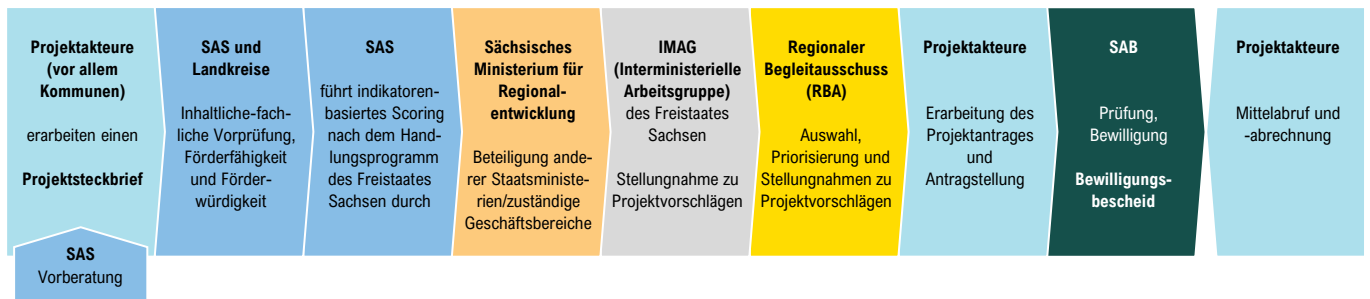 Projektakteure
(vor allem
Kommunen)
erarbeiten einen
Projektsteckbrief
SAS
Vorberatung
SAS und
Landkreise
Inhaltliche-fach-
liche Vorprüfung,
Förderfähigkeit
und Förder-
würdigkeit
SAS
führt indikatoren-
basiertes Scoring
nach dem Hand-
lungsprogramm
des Freistaates
Sachsen durch
Sächsisches
Ministerium für
Regional-
entwicklung
Beteiligung ande-
rer Staatsministe-
rien/zuständige
Geschäftsbereiche
IMAG
(Interministerielle
Arbeitsgruppe)
des Freistaates
Sachsen
Stellungnahme zu
Projektvorschlägen
Regionaler
Begleitausschuss
(RBA)
Auswahl,
Priorisierung und
Stellungnahmen zu
Projektvorschlägen
Projektakteure
Erarbeitung des
Projektantrages
und
Antragstellung
SAB
Prüfung,
Bewilligung
Bewilligungs-
bescheid
Projektakteure
Mittelabruf und
-abrechnung